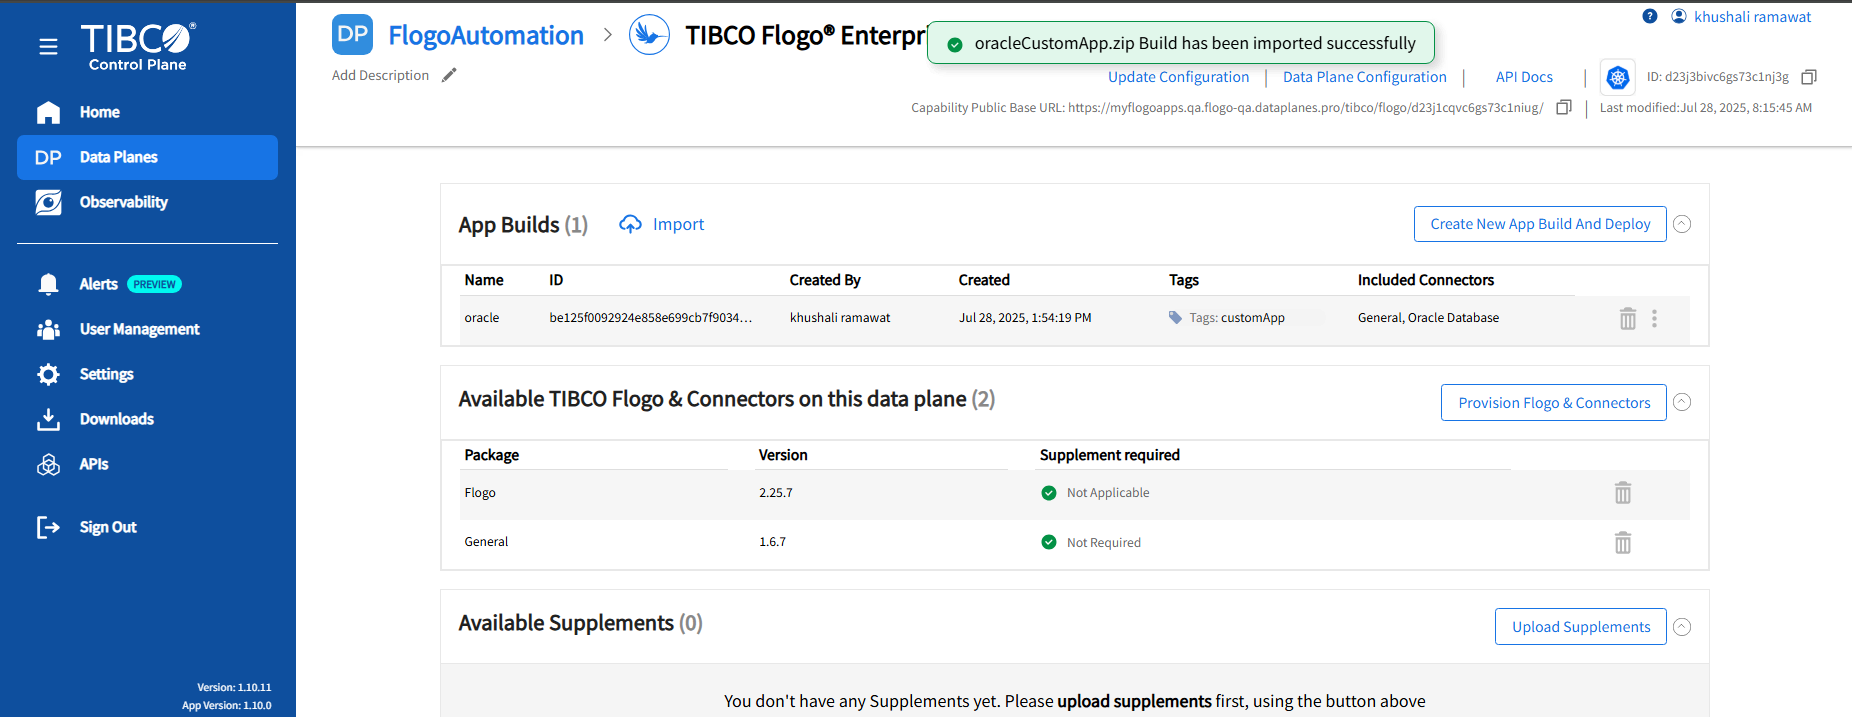 TIBCO®
Control Plane
Home
DP Data Planes
Observability
Alerts PREVIEW
User Management
Settings
Downloads
APIs
Sign Out
Version: 1.10.11
App Version: 1.10.0
DP FlogoAutomation > TIBCO Flogo® Enterpri
oracleCustomApp.zip Build has been imported successfully
? khushali ramawat
Add Description
Update Configuration | Data Plane Configuration | API Docs | ID: d23j3bivc6gs73c1nj3g
Capability Public Base URL: https://myflogoapps.qa.flogo-qa.dataplanes.pro/tibco/flogo/d23j1cqvc6gs73c1niug/ | Last modified:Jul 28, 2025, 8:15:45 AM
App Builds (1) Import Create New App Build And Deploy
Name ID Created By Created Tags Included Connectors
oracle be125f0092924e858e699cb7f9034... khushali ramawat Jul 28, 2025, 1:54:19 PM Tags: customApp General, Oracle Database
Available TIBCO Flogo & Connectors on this data plane (2) Provision Flogo & Connectors
Package Version Supplement required
Flogo 2.25.7 Not Applicable
General 1.6.7 Not Required
Available Supplements (0) Upload Supplements
You don't have any Supplements yet. Please upload supplements first, using the button above